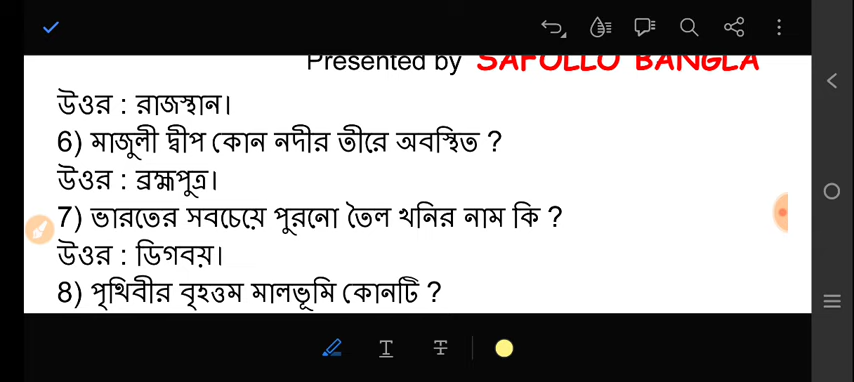 Presented by SAFOLLO BANGLA
উওর : রাজস্থান।
6) মাজুলী দ্বীপ কোন নদীর তীরে অবস্থিত ?
উওর : ব্রহ্মপুত্র।
7) ভারতের সবচেয়ে পুরনো তৈল খনির নাম কি ?
উওর : ডিগবয়।
8) পৃথিবীর বৃহত্তম মালভূমি কোনটি ?